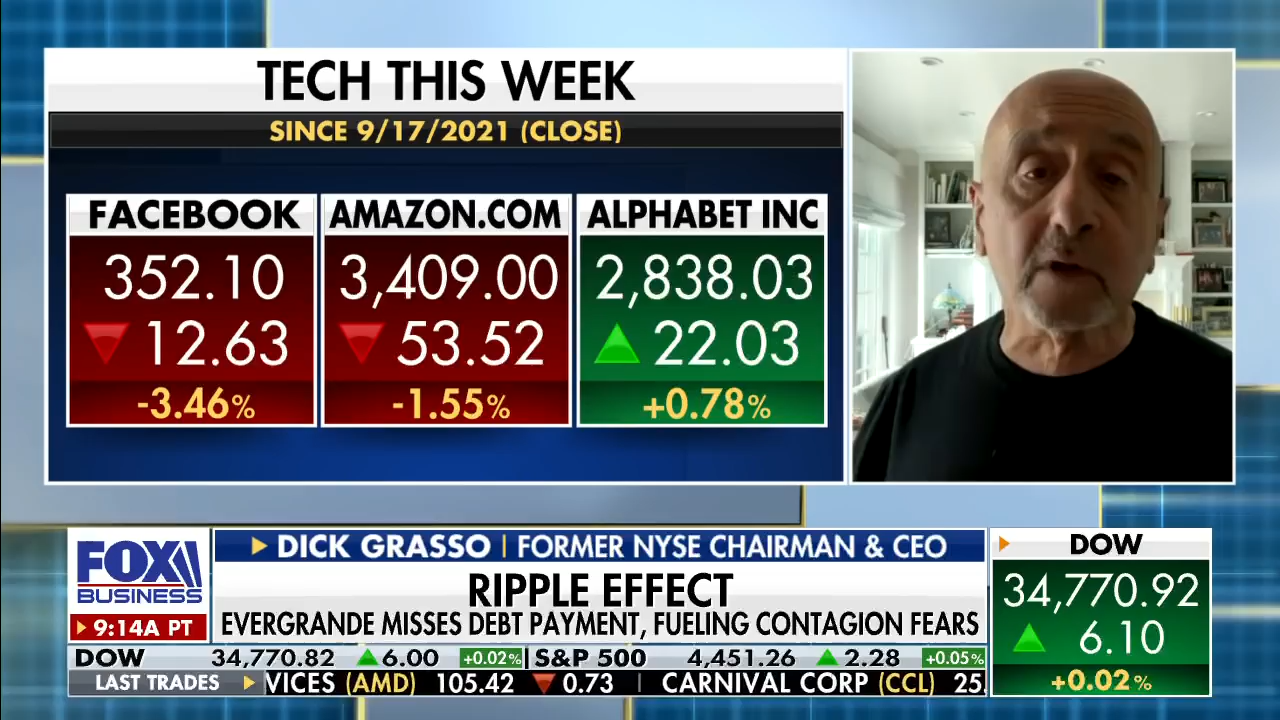 TECH THIS WEEK
SINCE 9/17/2021 (CLOSE)
FACEBOOK
352.10
12.63
-3.46%
AMAZON.COM
3,409.00
53.52
-1.55%
ALPHABET INC
2,838.03
22.03
+0.78%
FOX
BUSINESS
9:14A PT
DICK GRASSO | FORMER NYSE CHAIRMAN & CEO
RIPPLE EFFECT
EVERGRANDE MISSES DEBT PAYMENT, FUELING CONTAGION FEARS
DOW
34,770.92
6.10
+0.02%
DOW 34,770.82 6.00 +0.02% S&P 500 4,451.26 2.28 +0.05%
LAST TRADES VICES (AMD) 105.42 0.73 | CARNIVAL CORP (CCL) 25.